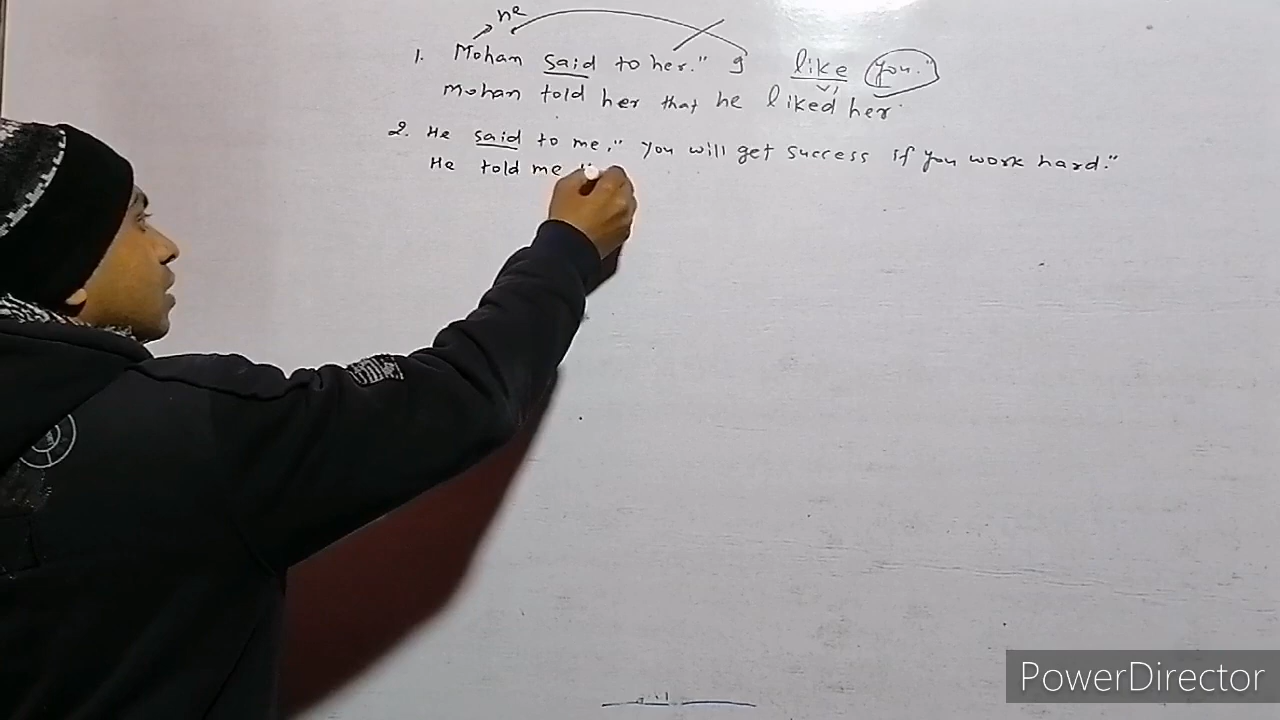 he
1. Mohan said to her." I like you."
Mohan told her that he liked her.
2. He said to me," You will get success if you work hard."
He told me
PowerDirector